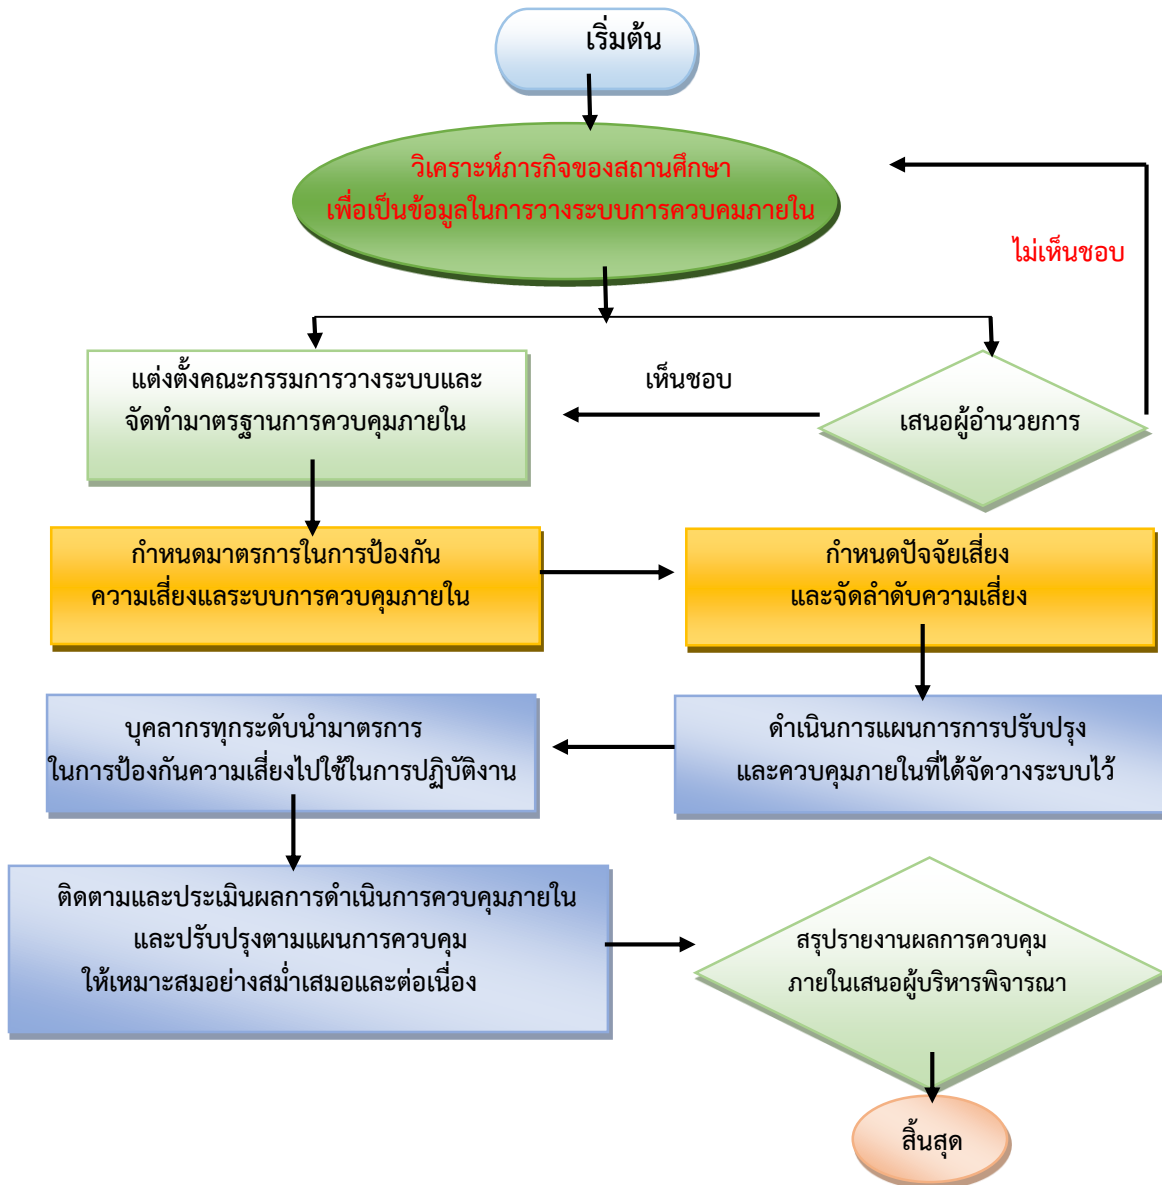 เริ่มต้น
วิเคราะห์ภารกิจของสถานศึกษา
เพื่อเป็นข้อมูลในการวางระบบการควบคมภายใน
ไม่เห็นชอบ
แต่งตั้งคณะกรรมการวางระบบและ
จัดทำมาตรฐานการควบคุมภายใน
เห็นชอบ
เสนอผู้อำนวยการ
กำหนดมาตรการในการป้องกัน
ความเสี่ยงแลระบบการควบคุมภายใน
กำหนดปัจจัยเสี่ยง
และจัดลำดับความเสี่ยง
บุคลากรทุกระดับนำมาตรการ
ในการป้องกันความเสี่ยงไปใช้ในการปฏิบัติงาน
ดำเนินการแผนการการปรับปรุง
และควบคุมภายในที่ได้จัดวางระบบไว้
ติดตามและประเมินผลการดำเนินการควบคุมภายใน
และปรับปรุงตามแผนการควบคุม
ให้เหมาะสมอย่างสม่ำเสมอและต่อเนื่อง
สรุปรายงานผลการควบคุม
ภายในเสนอผู้บริหารพิจารณา
สิ้นสุด